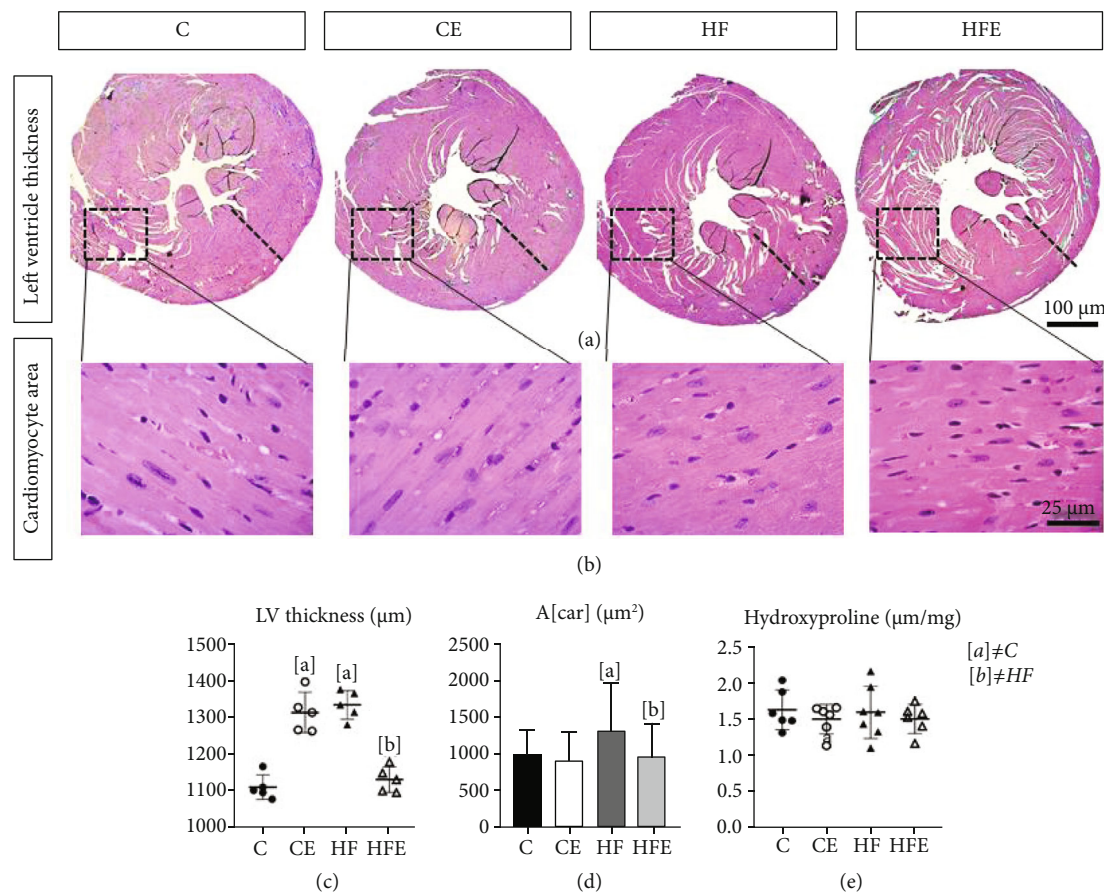 C
CE
HF
HFE
Left ventricle thickness
100 μm
(a)
Cardiomyocyte area
25 μm
(b)
LV thickness (μm)
1500
1400
1300
1200
1100
1000
[a]
[a]
[b]
C CE HF HFE
(c)
A[car] (μm²)
2500
2000
1500
1000
500
0
[a]
[b]
C CE HF HFE
(d)
Hydroxyproline (μm/mg)
2.5
2.0
1.5
1.0
0.5
0.0
C CE HF HFE
(e)
[a]≠C
[b]≠HF